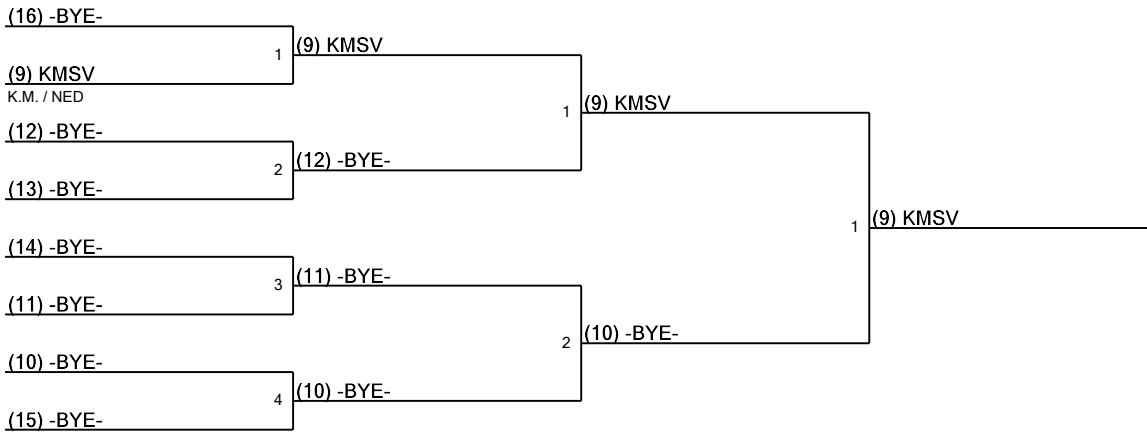 (16) -BYE-
1
(9) KMSV
(9) KMSV
K.M. / NED
1
(9) KMSV
(12) -BYE-
2
(12) -BYE-
(13) -BYE-
1
(9) KMSV
(14) -BYE-
3
(11) -BYE-
(11) -BYE-
2
(10) -BYE-
(10) -BYE-
4
(10) -BYE-
(15) -BYE-